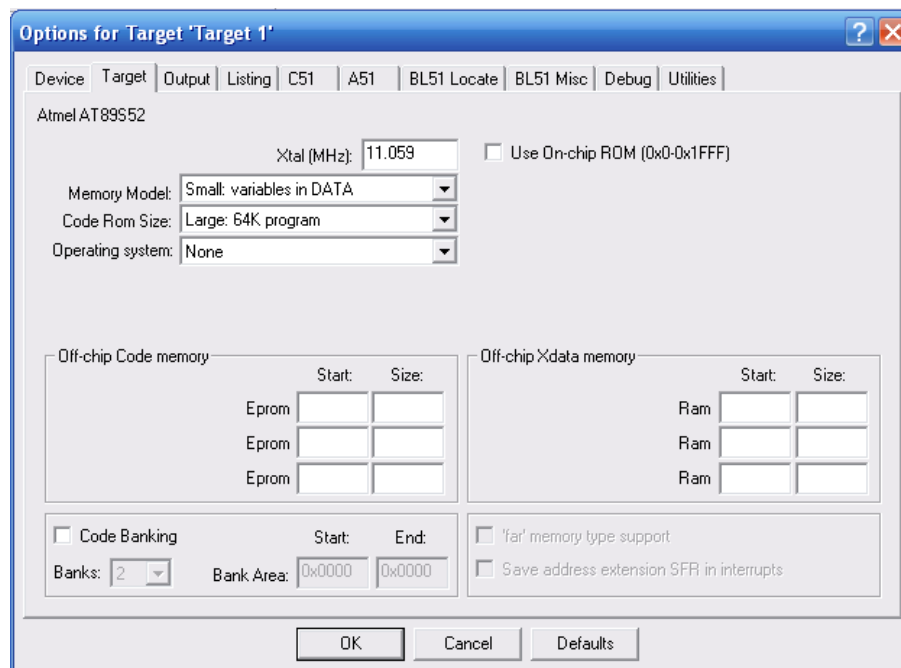 Options for Target 'Target 1'
Device Target Output Listing C51 A51 BL51 Locate BL51 Misc Debug Utilities
Atmel AT89S52
Xtal (MHz): 11.059 Use On-chip ROM (0x0-0x1FFF)
Memory Model: Small: variables in DATA
Code Rom Size: Large: 64K program
Operating system: None
Off-chip Code memory
Start: Size:
Eprom
Eprom
Eprom
Off-chip Xdata memory
Start: Size:
Ram
Ram
Ram
Code Banking Start: End:
Banks: 2 Bank Area: 0x0000 0x0000
'far' memory type support
Save address extension SFR in interrupts
OK Cancel Defaults